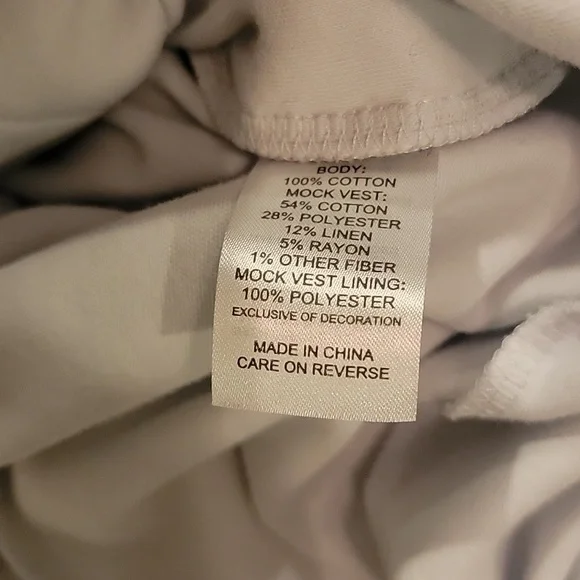 BODY:
100% COTTON
MOCK VEST:
54% COTTON
28% POLYESTER
12% LINEN
5% RAYON
1% OTHER FIBER
MOCK VEST LINING:
100% POLYESTER
EXCLUSIVE OF DECORATION
MADE IN CHINA
CARE ON REVERSE